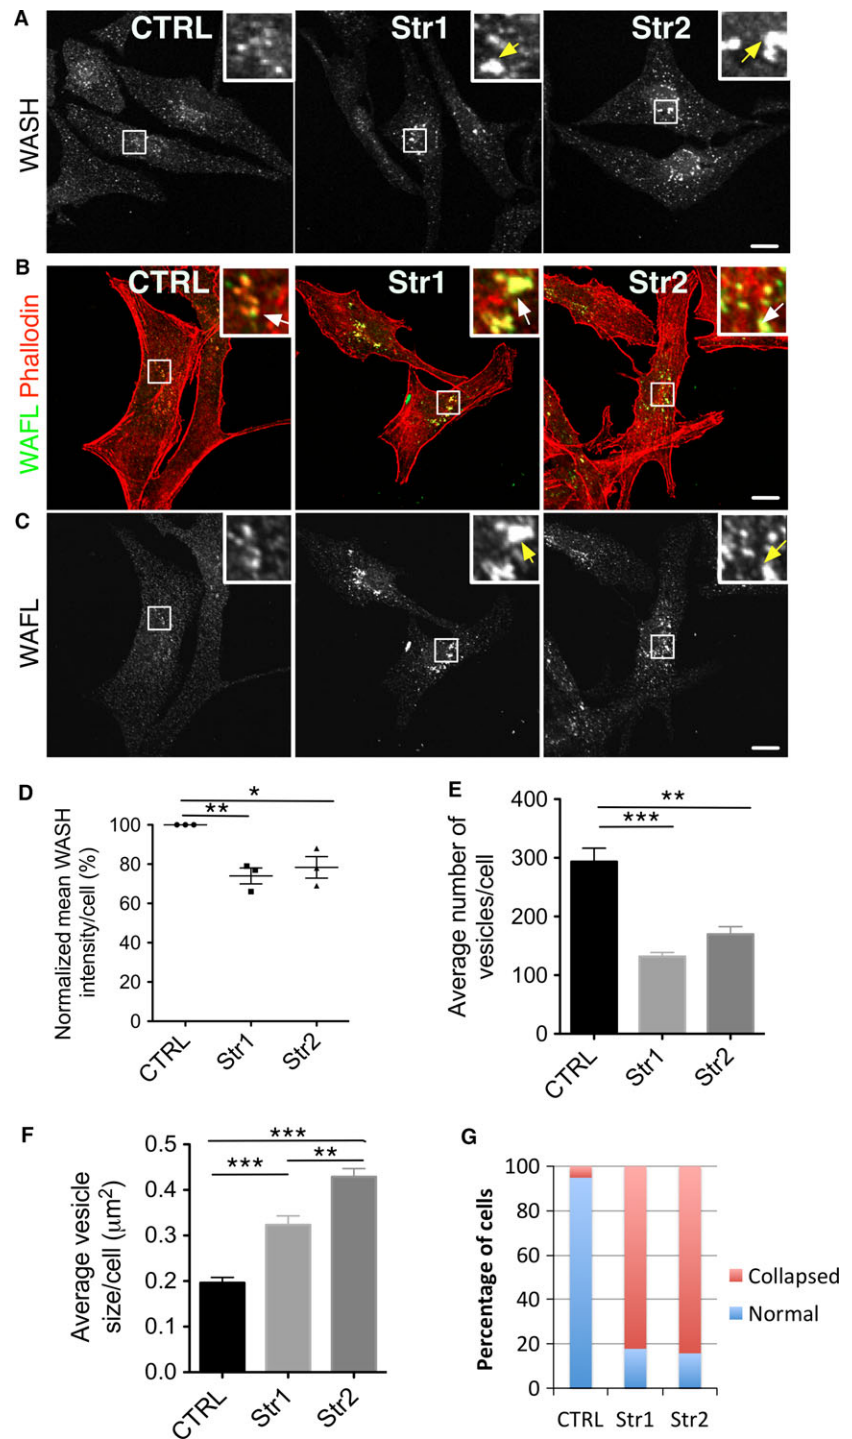 A
CTRL
Str1
Str2
WASH
B
CTRL
Str1
Str2
WAFL Phallodin
C
WAFL
D
*
**
100
80
60
40
20
0
Normalized mean WASH
intensity/cell (%)
CTRL
Str1
Str2
E
**
***
400
300
200
100
0
Average number of
vesicles/cell
CTRL
Str1
Str2
F
***
***
**
0.5
0.4
0.3
0.2
0.1
0.0
Average vesicle
size/cell (μm²)
CTRL
Str1
Str2
G
100
80
60
40
20
0
Percentage of cells
Collapsed
Normal
CTRL
Str1
Str2